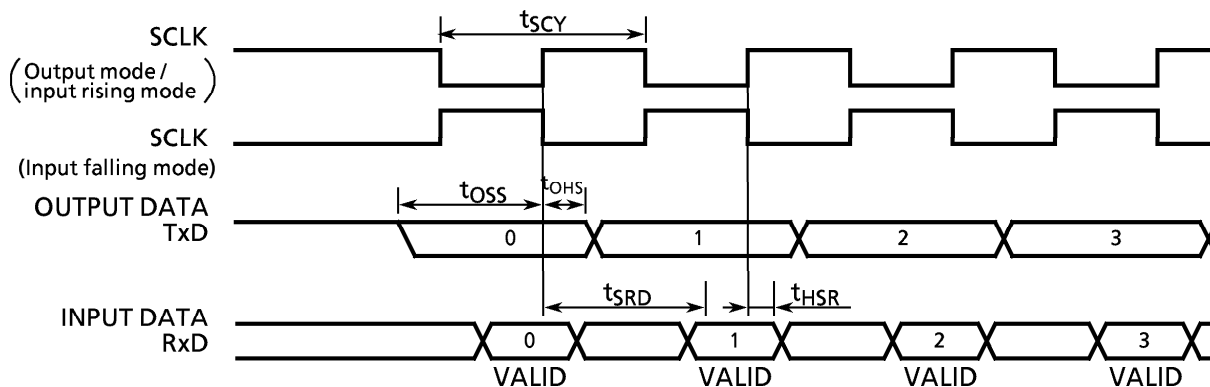 tSCY
SCLK
(Output mode /
input rising mode)
SCLK
(Input falling mode)
tOSS tOHS
OUTPUT DATA
TxD
0 1 2 3
tSRD tHSR
INPUT DATA
RxD
0 1 2 3
VALID VALID VALID VALID